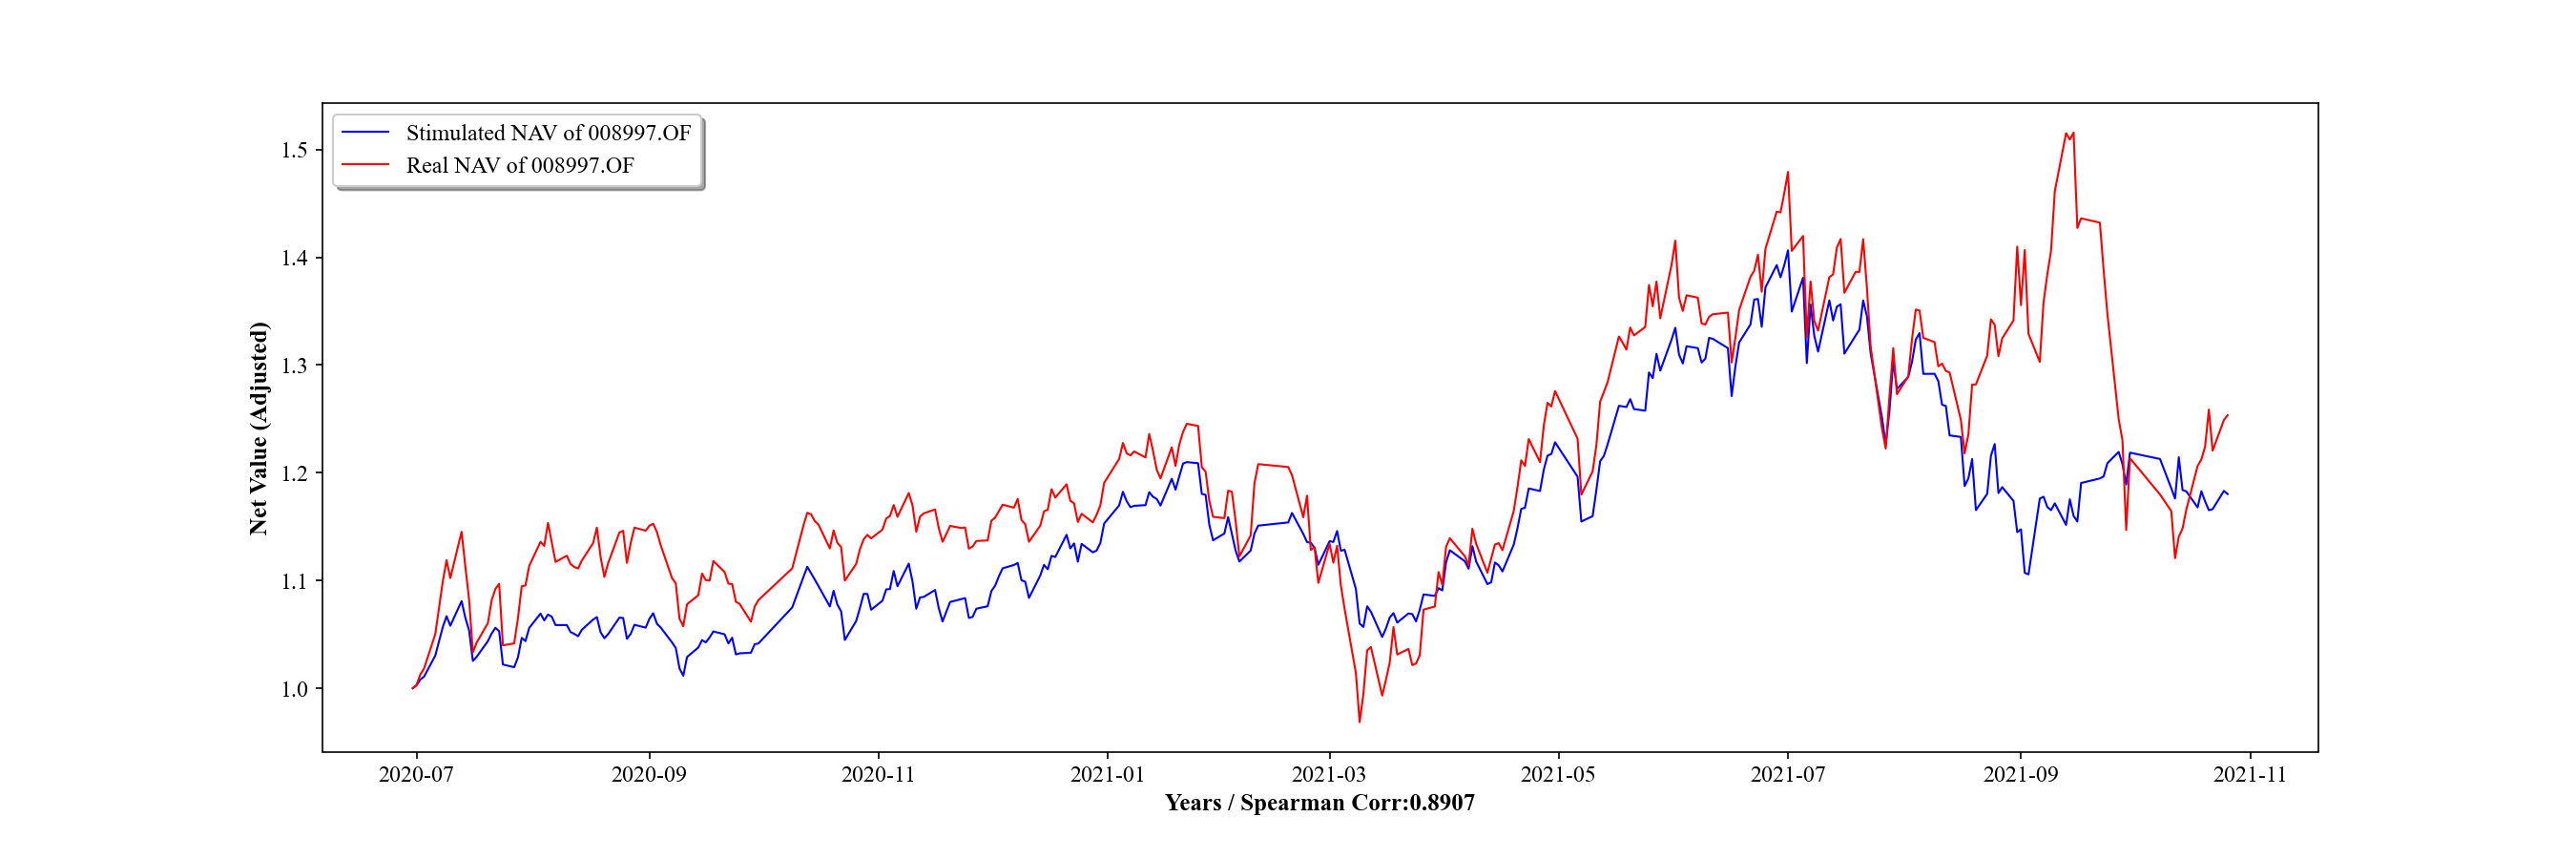 Stimulated NAV of 008997.OF
Real NAV of 008997.OF
Net Value (Adjusted)
1.5
1.4
1.3
1.2
1.1
1.0
2020-07 2020-09 2020-11 2021-01 2021-03 2021-05 2021-07 2021-09 2021-11
Years / Spearman Corr:0.8907